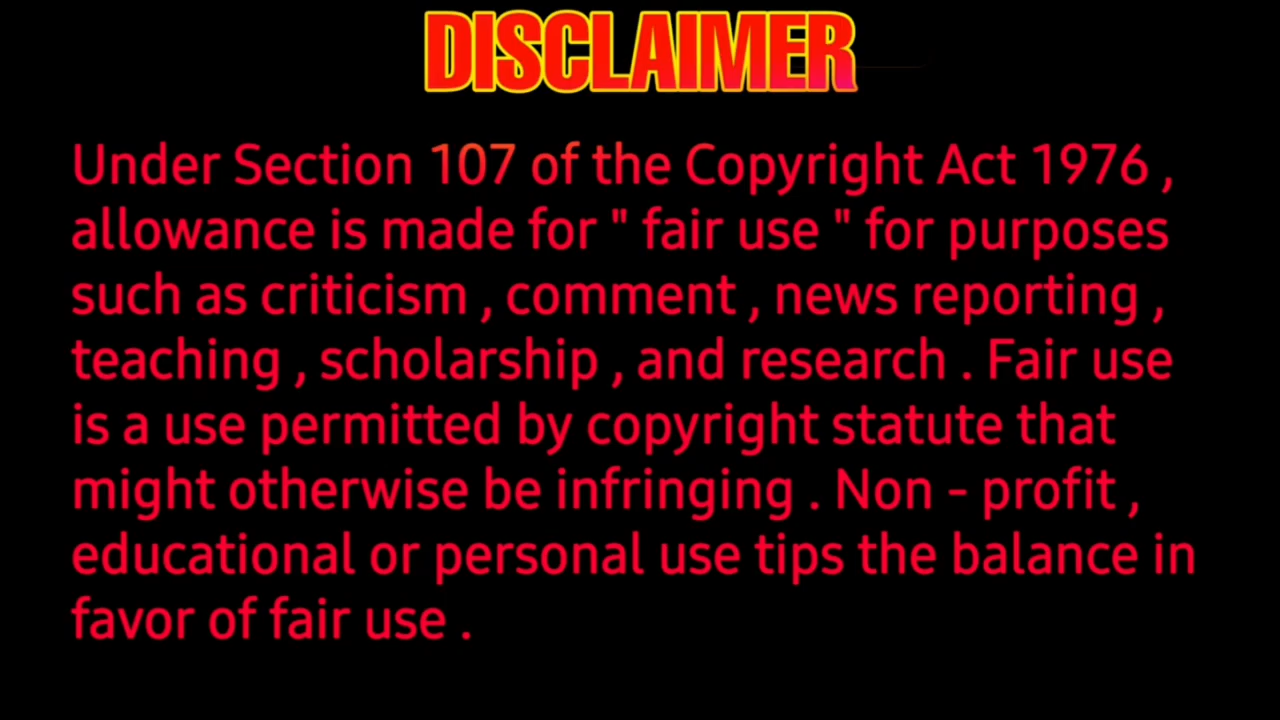 DISCLAIMER
Under Section 107 of the Copyright Act 1976 ,
allowance is made for " fair use " for purposes
such as criticism , comment , news reporting ,
teaching , scholarship , and research . Fair use
is a use permitted by copyright statute that
might otherwise be infringing . Non - profit ,
educational or personal use tips the balance in
favor of fair use .